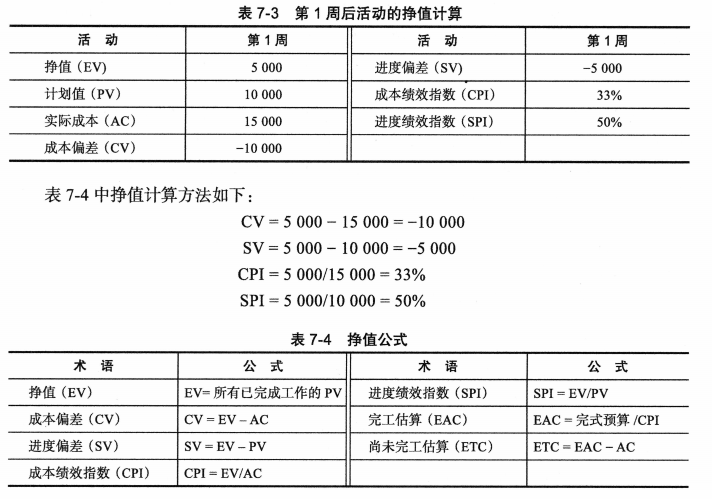 表 7-3 第 1 周后活动的挣值计算
活 动 第 1 周 活 动 第 1 周
挣值（EV) 5 000 进度偏差（SV) −5 000
计划值（PV） 10 000 成本绩效指数（CPI） 33%
实际成本（AC） 15 000 进度绩效指数（SPI） 50%
成本偏差（CV） −10 000
表 7-4 中挣值计算方法如下：
CV = 5 000 − 15 000 = −10 000
SV = 5 000 − 10 000 = −5 000
CPI = 5 000/15 000 = 33%
SPI = 5 000/10 000 = 50%
表 7-4 挣值公式
术 语 公 式 术 语 公 式
挣值（EV） EV= 所有已完成工作的 PV 进度绩效指数（SPI） SPI = EV/PV
成本偏差（CV） CV = EV − AC 完工估算（EAC） EAC = 完式预算 /CPI
进度偏差（SV） SV = EV − PV 尚未完工估算（ETC） ETC = EAC − AC
成本绩效指数（CPI） CPI = EV/AC